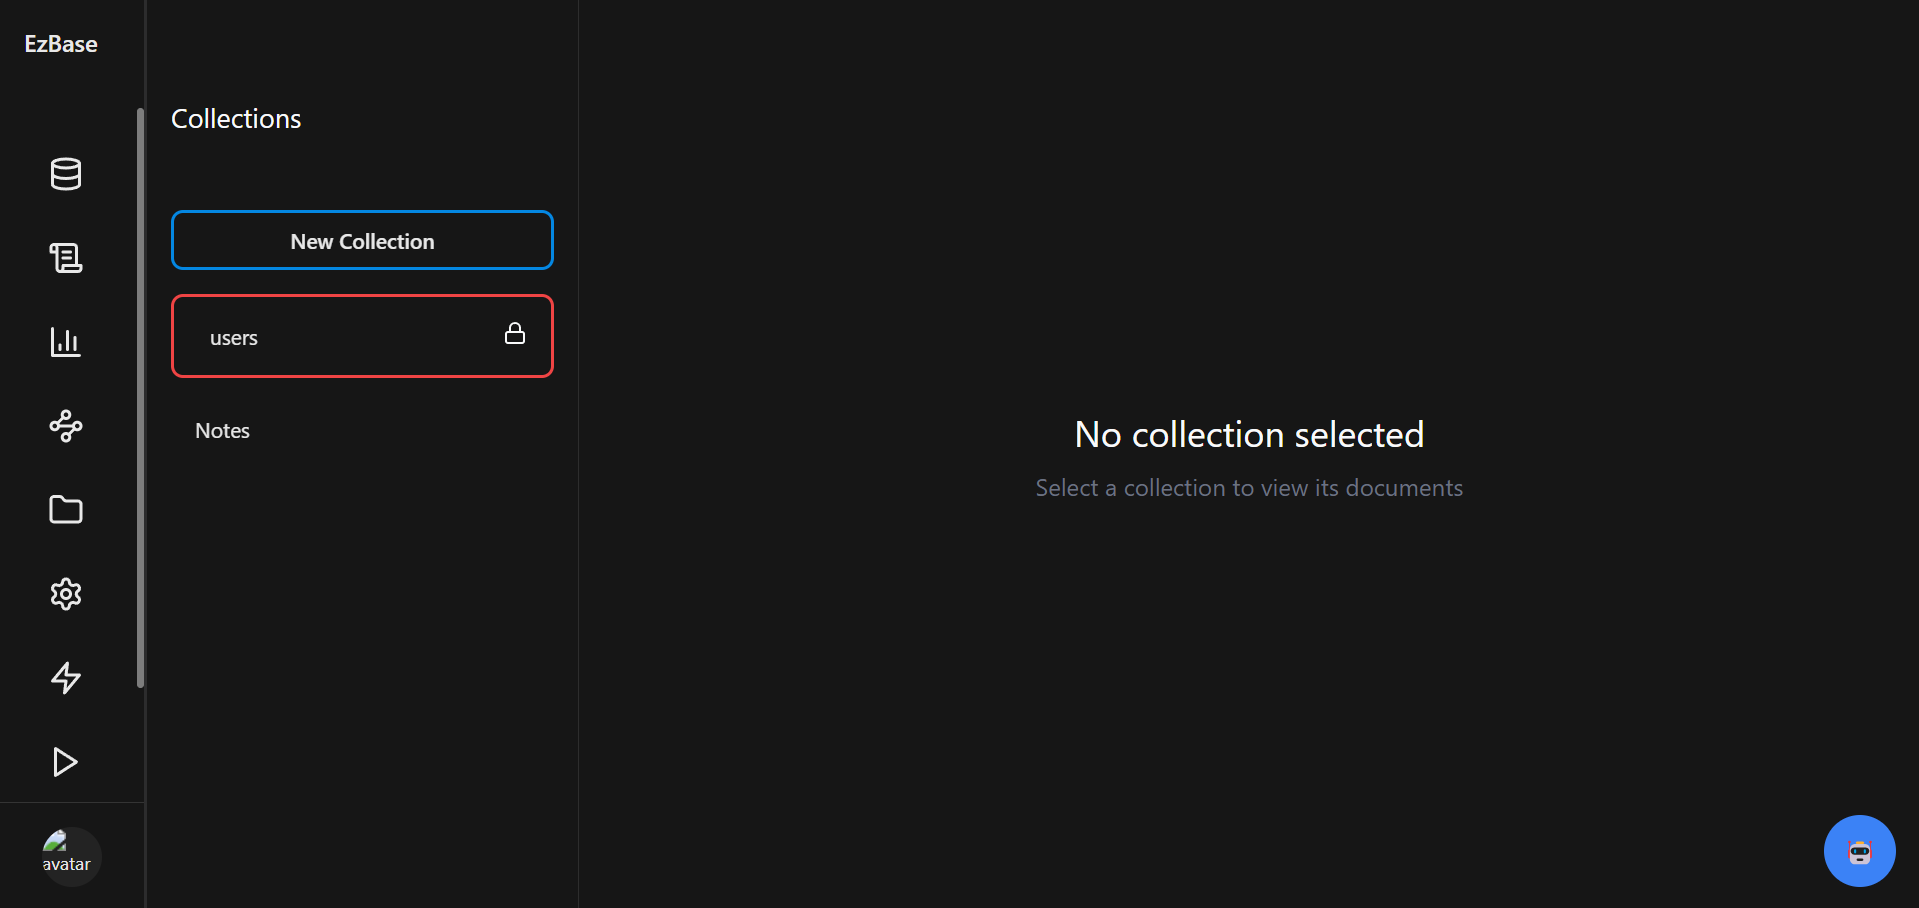 EzBase
Collections
New Collection
users
Notes
No collection selected
Select a collection to view its documents
avatar